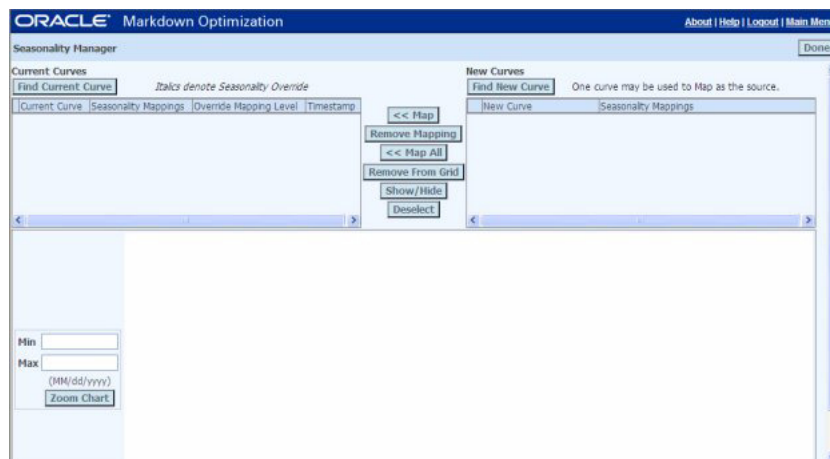 ORACLE Markdown Optimization
About | Help | Logout | Main Men
Seasonality Manager
Done
Current Curves
Find Current Curve
Italics denote Seasonality Override
Current Curve
Seasonality Mappings
Override Mapping Level
Timestamp
<< Map
Remove Mapping
<< Map All
Remove From Grid
Show/Hide
Deselect
New Curves
Find New Curve
One curve may be used to Map as the source.
New Curve
Seasonality Mappings
Min
Max
(MM/dd/yyyy)
Zoom Chart